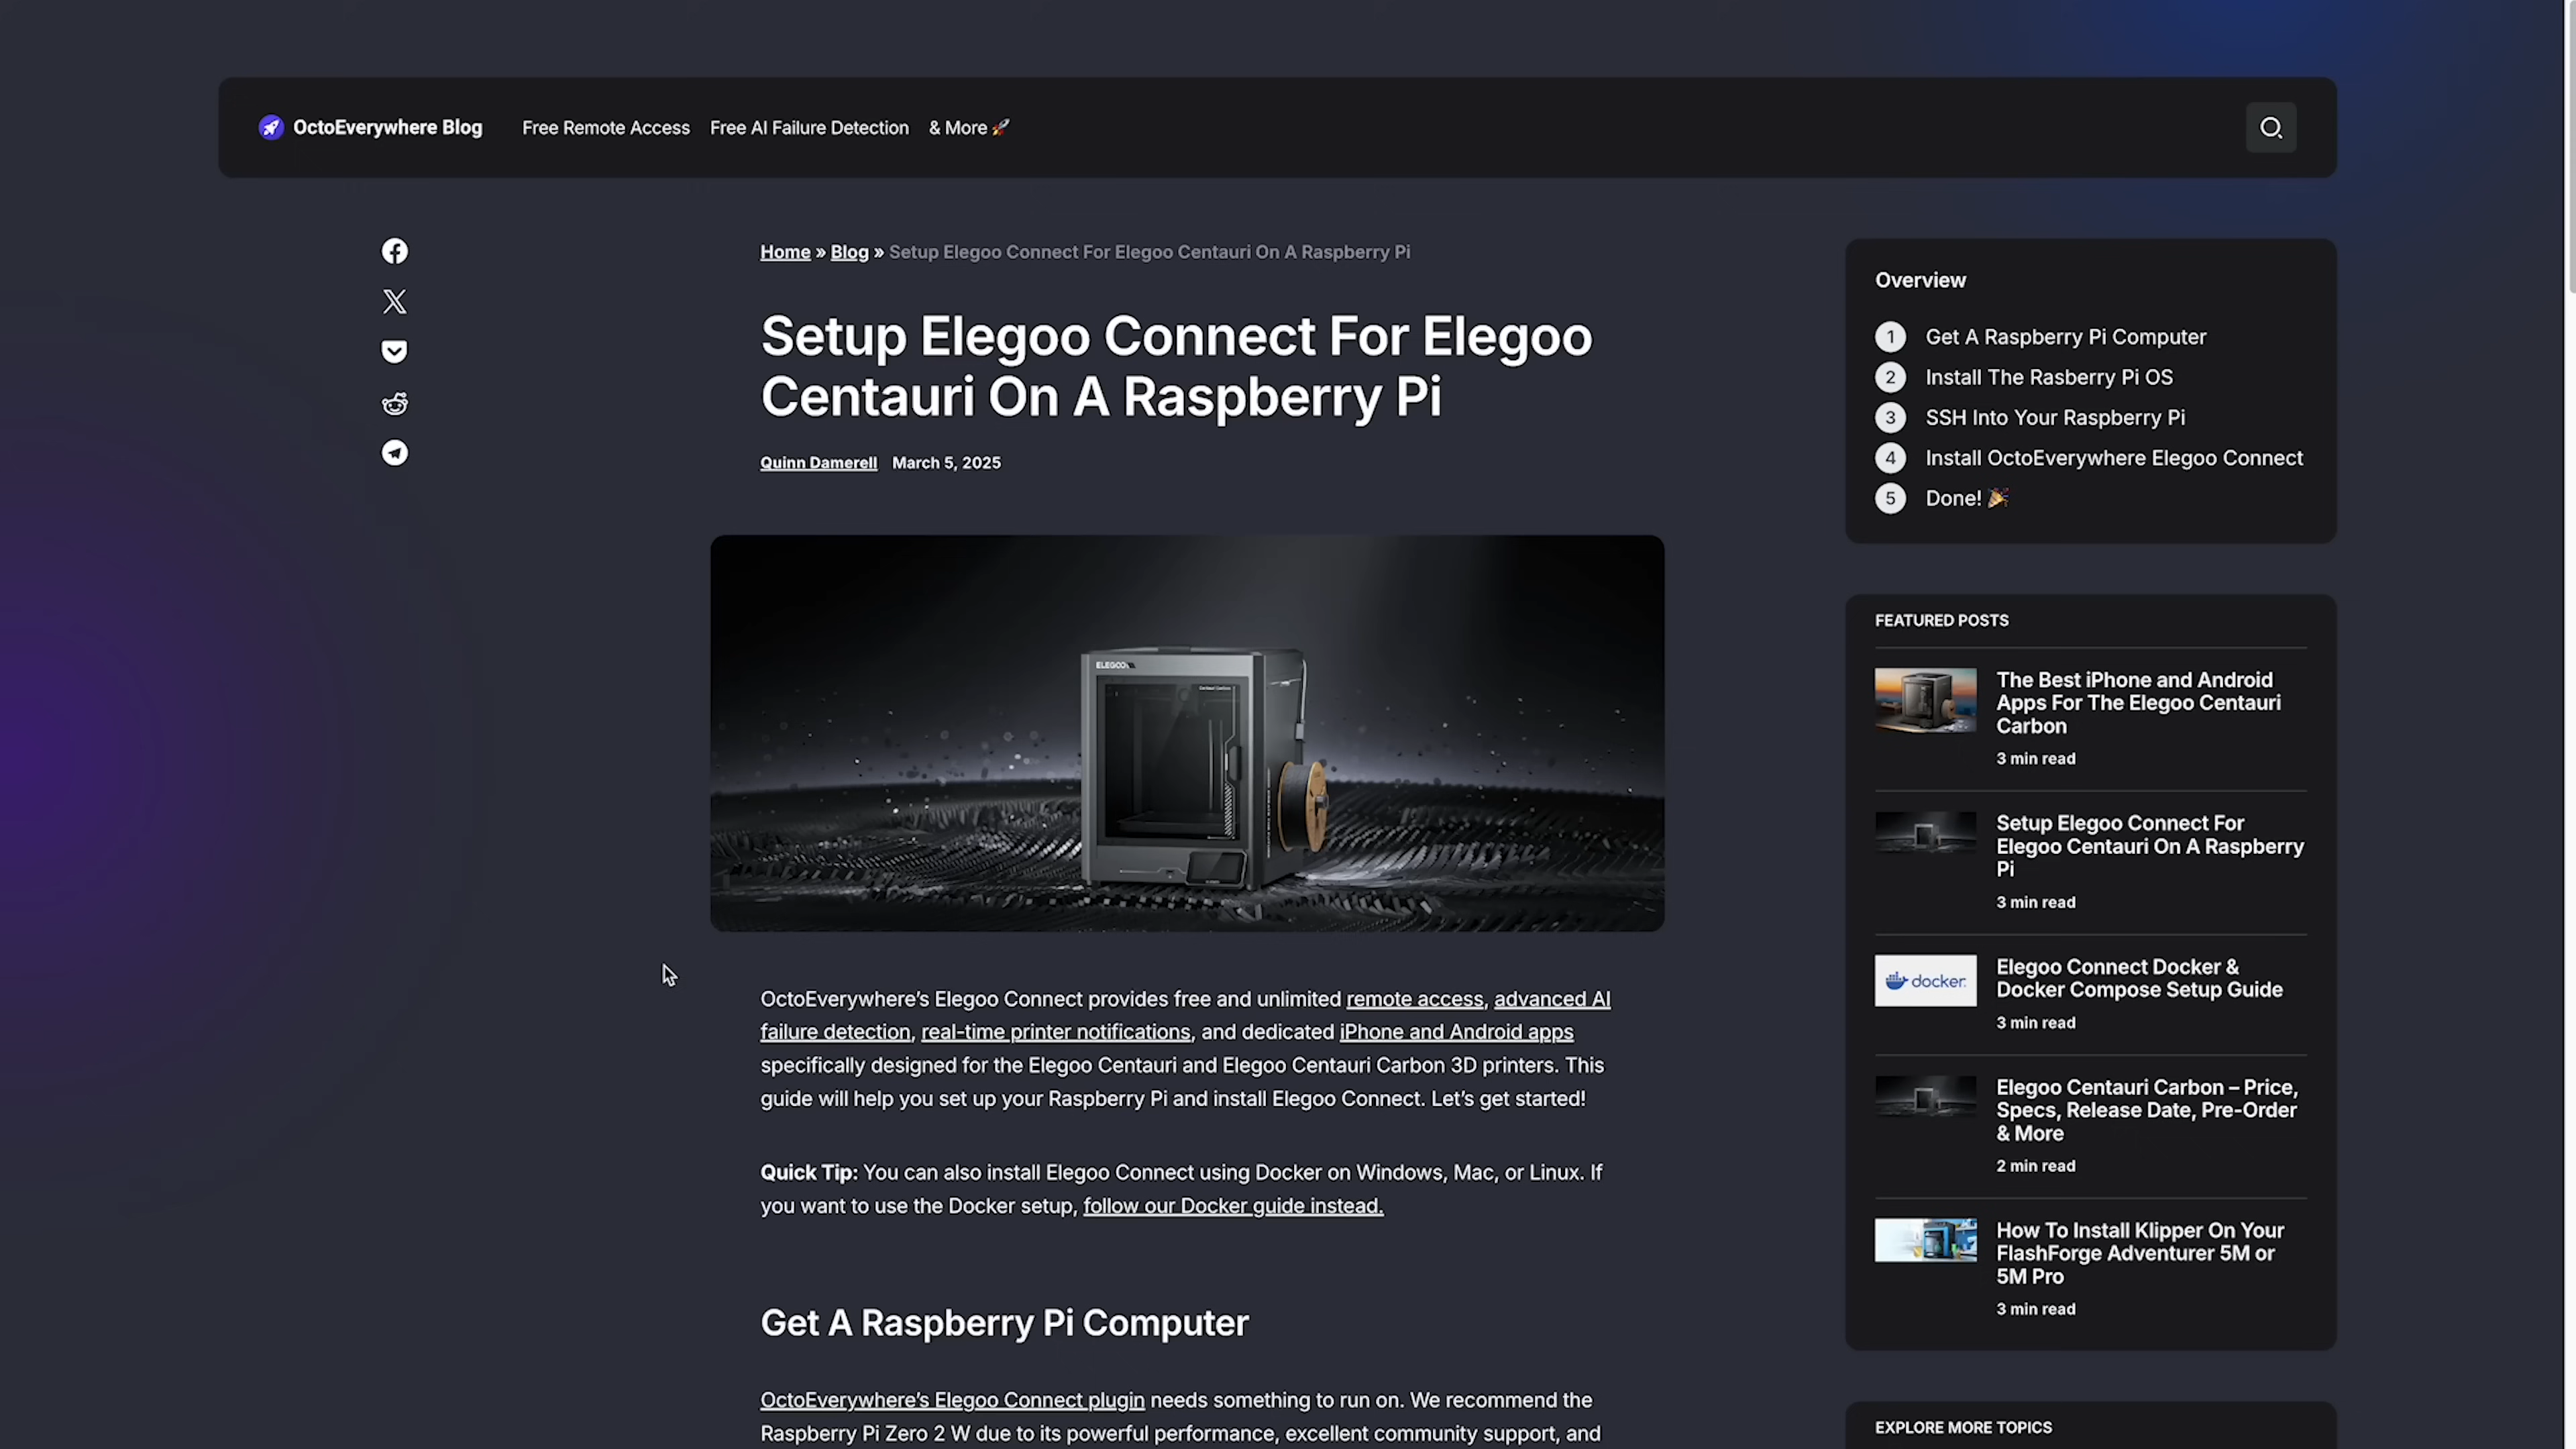 OctoEverywhere Blog
Free Remote Access
Free AI Failure Detection
& More 🚀
Home » Blog » Setup Elegoo Connect For Elegoo Centauri On A Raspberry Pi
Setup Elegoo Connect For Elegoo
Centauri On A Raspberry Pi
Quinn Damerell March 5, 2025
ELEGOO
OctoEverywhere’s Elegoo Connect provides free and unlimited remote access, advanced AI
failure detection, real-time printer notifications, and dedicated iPhone and Android apps
specifically designed for the Elegoo Centauri and Elegoo Centauri Carbon 3D printers. This
guide will help you set up your Raspberry Pi and install Elegoo Connect. Let’s get started!
Quick Tip: You can also install Elegoo Connect using Docker on Windows, Mac, or Linux. If
you want to use the Docker setup, follow our Docker guide instead.
Get A Raspberry Pi Computer
OctoEverywhere’s Elegoo Connect plugin needs something to run on. We recommend the
Raspberry Pi Zero 2 W due to its powerful performance, excellent community support, and
Overview
1 Get A Raspberry Pi Computer
2 Install The Rasberry Pi OS
3 SSH Into Your Raspberry Pi
4 Install OctoEverywhere Elegoo Connect
5 Done! 🎉
FEATURED POSTS
The Best iPhone and Android
Apps For The Elegoo Centauri
Carbon
3 min read
Setup Elegoo Connect For
Elegoo Centauri On A Raspberry
Pi
3 min read
docker
Elegoo Connect Docker &
Docker Compose Setup Guide
3 min read
Elegoo Centauri Carbon – Price,
Specs, Release Date, Pre-Order
& More
2 min read
How To Install Klipper On Your
FlashForge Adventurer 5M or
5M Pro
3 min read
EXPLORE MORE TOPICS